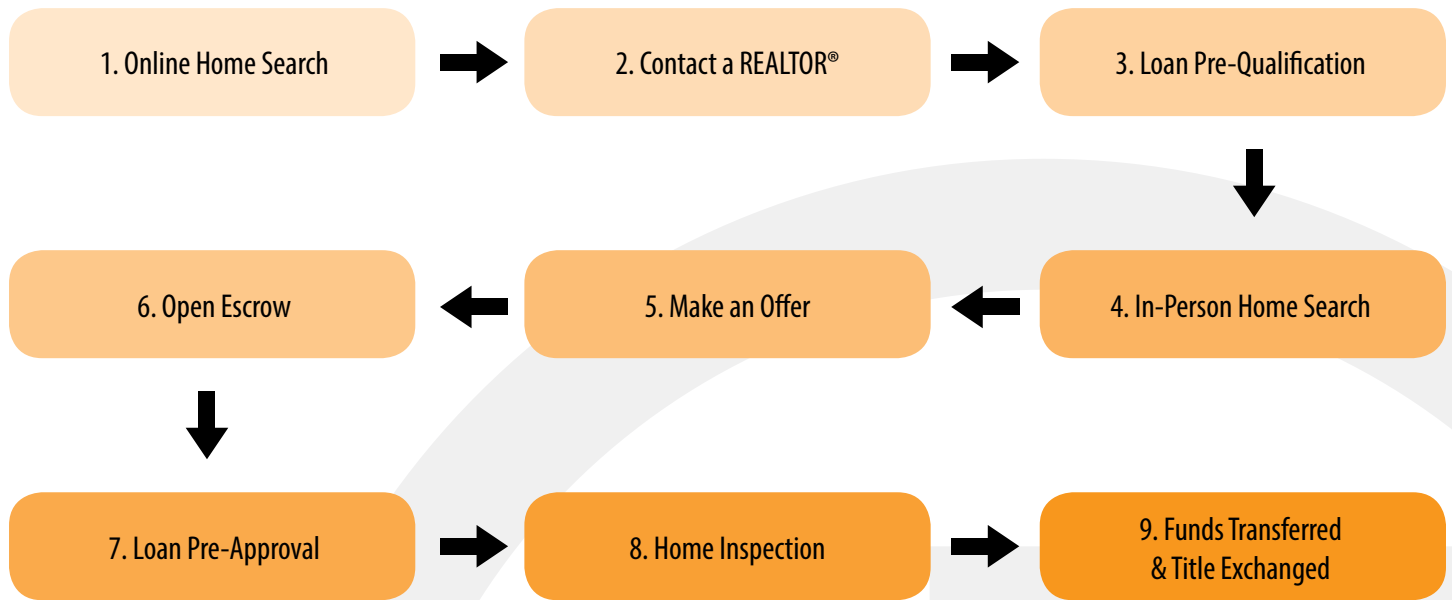 1. Online Home Search
2. Contact a REALTOR®
3. Loan Pre-Qualification
4. In-Person Home Search
5. Make an Offer
6. Open Escrow
7. Loan Pre-Approval
8. Home Inspection
9. Funds Transferred
& Title Exchanged